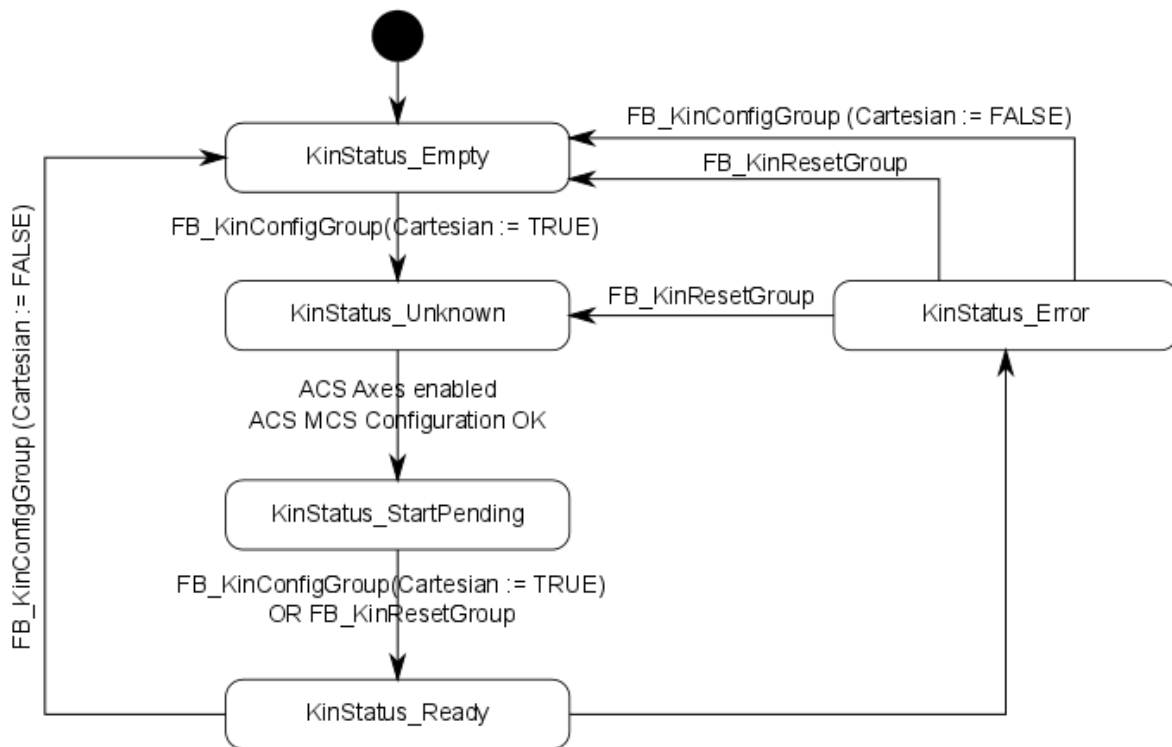 FB_KinConfigGroup (Cartesian := FALSE)
KinStatus_Empty
FB_KinResetGroup
FB_KinConfigGroup(Cartesian := TRUE)
FB_KinConfigGroup (Cartesian := FALSE)
FB_KinResetGroup
KinStatus_Unknown
KinStatus_Error
ACS Axes enabled
ACS MCS Configuration OK
KinStatus_StartPending
FB_KinConfigGroup(Cartesian := TRUE)
OR FB_KinResetGroup
KinStatus_Ready